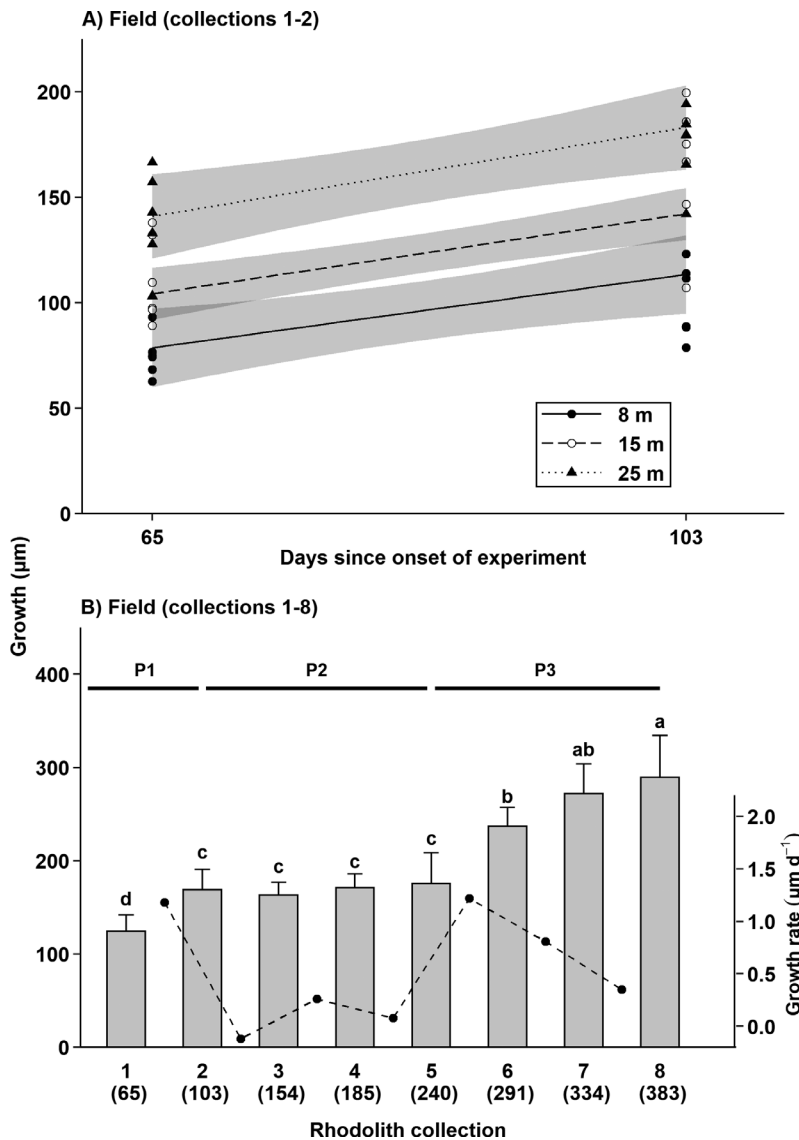 A) Field (collections 1-2)
200
150
100
50
0
8 m
15 m
25 m
65
103
Days since onset of experiment
Growth (µm)
B) Field (collections 1-8)
P1
P2
P3
400
300
200
100
0
d
c
c
c
c
b
ab
a
2.0
1.5
1.0
0.5
0.0
Growth rate (µm d⁻¹)
1 2 3 4 5 6 7 8
(65) (103) (154) (185) (240) (291) (334) (383)
Rhodolith collection